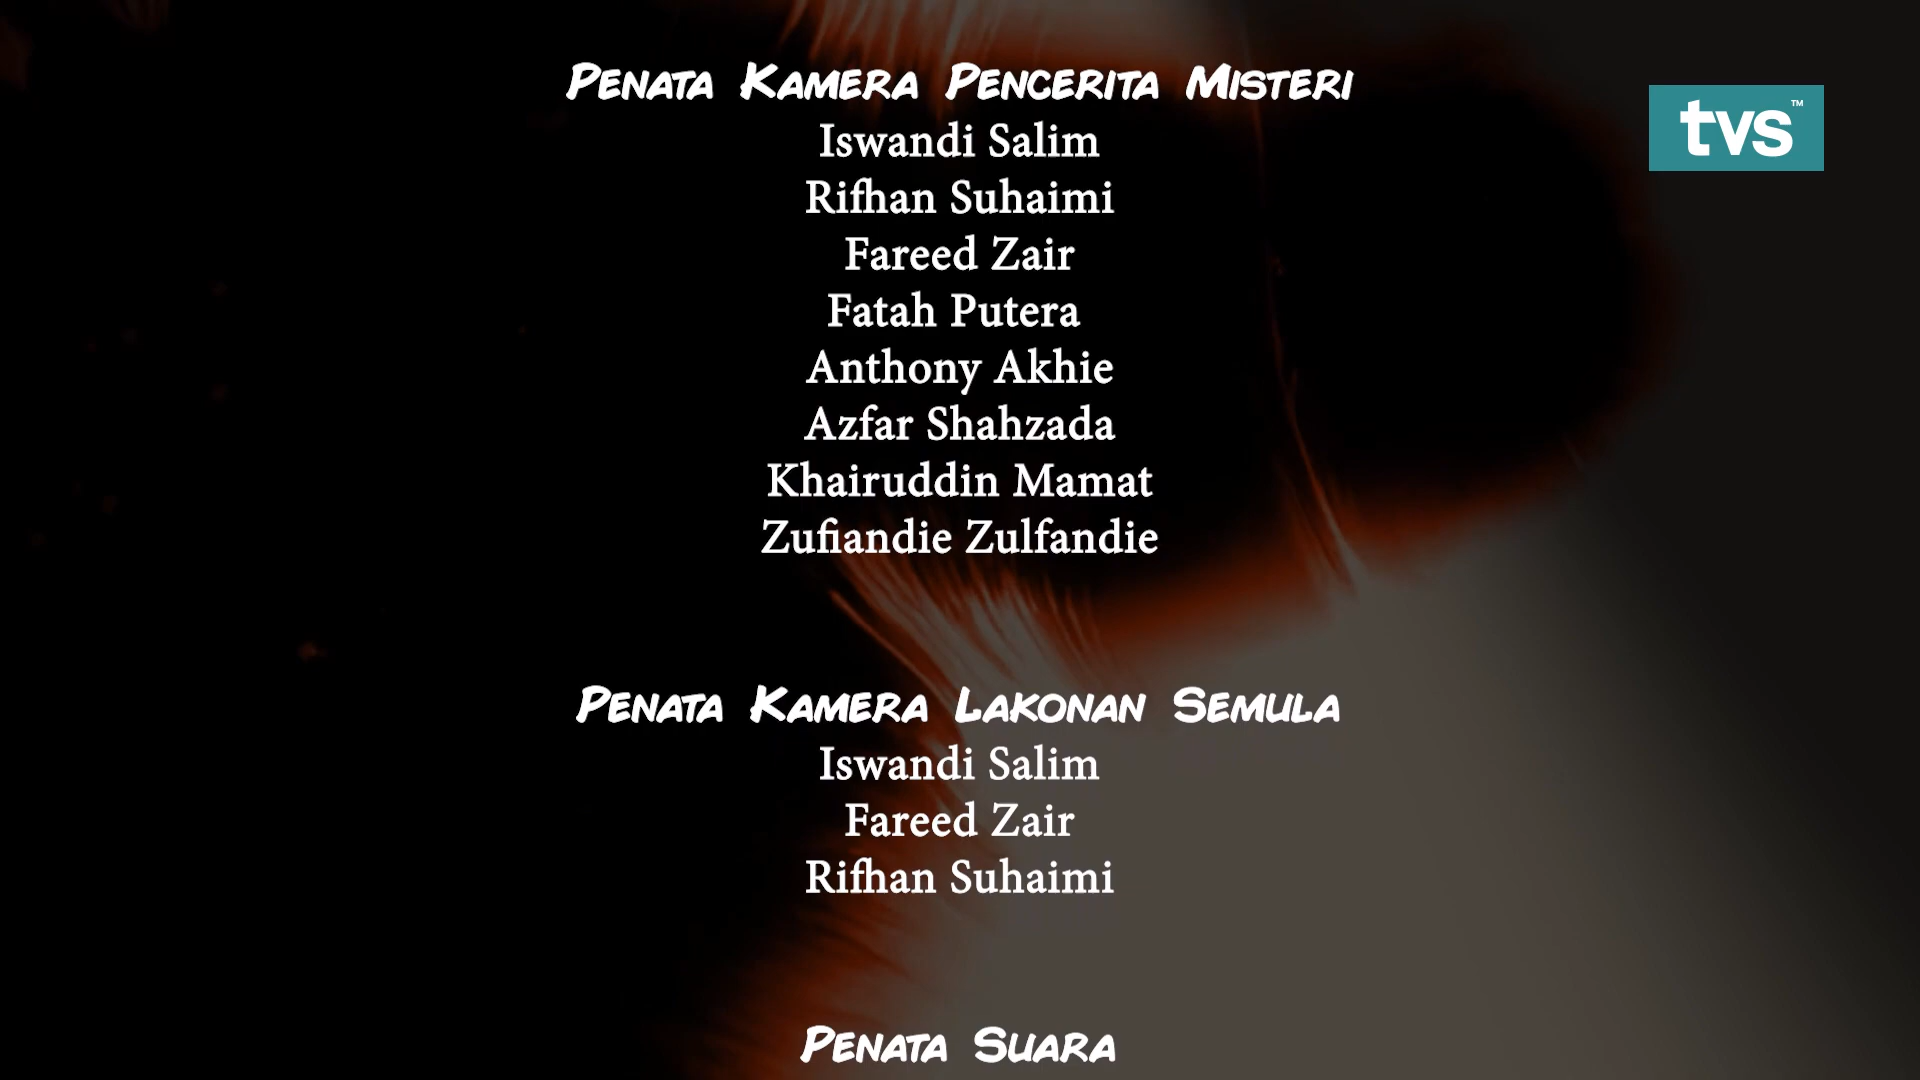 Penata Kamera Pencerita Misteri
tvs™
Iswandi Salim
Rifhan Suhaimi
Fareed Zair
Fatah Putera
Anthony Akhie
Azfar Shahzada
Khairuddin Mamat
Zufiandie Zulfandie
Penata Kamera Lakonan Semula
Iswandi Salim
Fareed Zair
Rifhan Suhaimi
Penata Suara